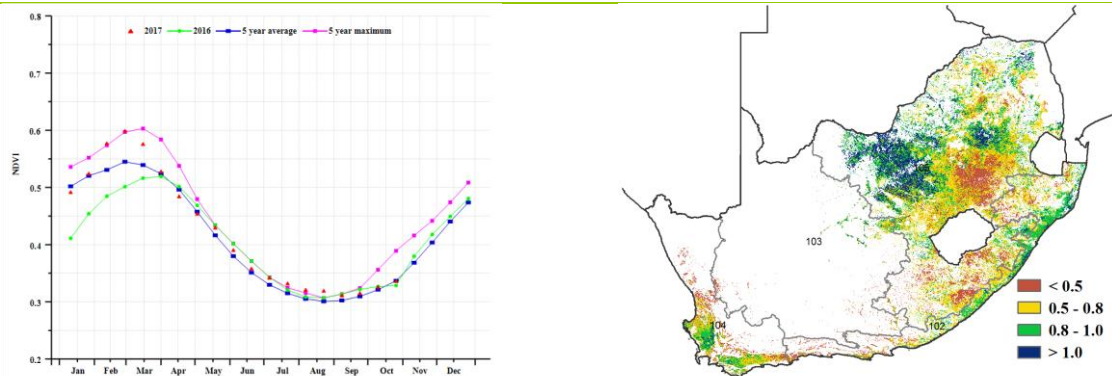 0.8
2017 2016 5 year average 5 year maximum
0.7
0.6
NDVI
0.5
0.4
0.3
0.2
Jan Feb Mar Apr May Jun Jul Aug Sep Oct Nov Dec
103
104
102
< 0.5
0.5 - 0.8
0.8 - 1.0
> 1.0